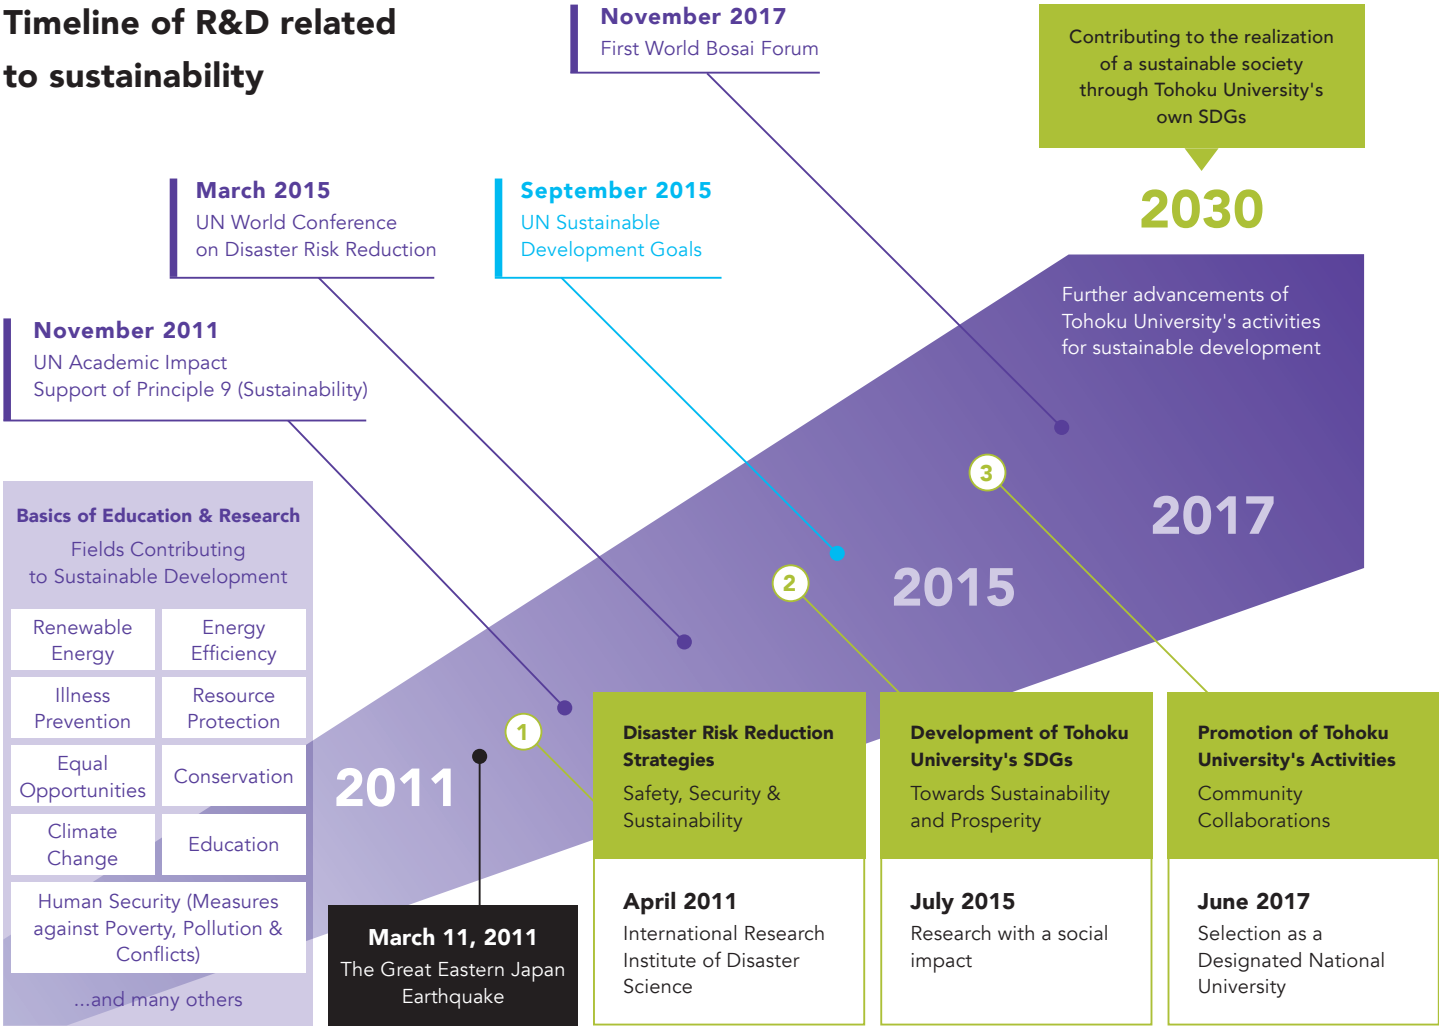 Timeline of R&D related
to sustainability
November 2017
First World Bosai Forum
Contributing to the realization
of a sustainable society
through Tohoku University's
own SDGs
2030
March 2015
UN World Conference
on Disaster Risk Reduction
September 2015
UN Sustainable
Development Goals
November 2011
UN Academic Impact
Support of Principle 9 (Sustainability)
Further advancements of
Tohoku University's activities
for sustainable development
Basics of Education & Research
Fields Contributing
to Sustainable Development
Renewable
Energy
Energy
Efficiency
Illness
Prevention
Resource
Protection
Equal
Opportunities
Conservation
Climate
Change
Education
Human Security (Measures
against Poverty, Pollution &
Conflicts)
...and many others
2011
2015
2017
March 11, 2011
The Great Eastern Japan
Earthquake
1
Disaster Risk Reduction
Strategies
Safety, Security &
Sustainability
April 2011
International Research
Institute of Disaster
Science
2
Development of Tohoku
University's SDGs
Towards Sustainability
and Prosperity
July 2015
Research with a social
impact
3
Promotion of Tohoku
University's Activities
Community
Collaborations
June 2017
Selection as a
Designated National
University